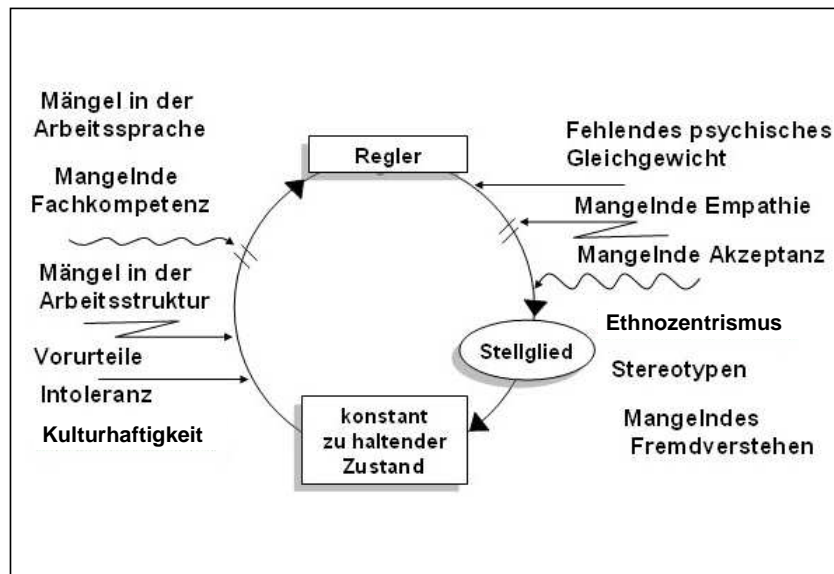 Mängel in der
Arbeitssprache
Mangelnde
Fachkompetenz
Mängel in der
Arbeitsstruktur
Vorurteile
Intoleranz
Kulturhaftigkeit
Regler
konstant
zu haltender
Zustand
Stellglied
Fehlendes psychisches
Gleichgewicht
Mangelnde Empathie
Mangelnde Akzeptanz
Ethnozentrismus
Stereotypen
Mangelndes
Fremdverstehen